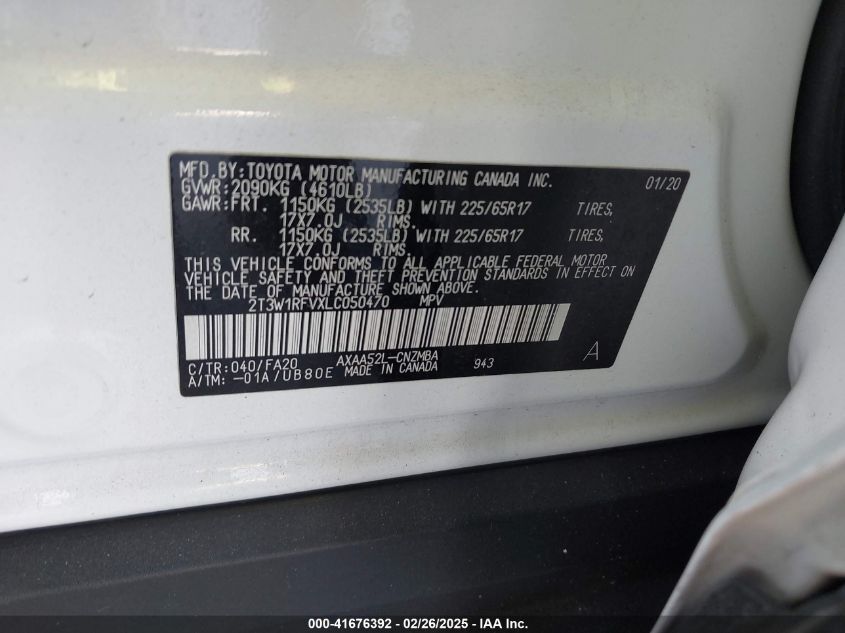 MFD.BY:TOYOTA MOTOR MANUFACTURING CANADA INC. 01/20
GVWR:2090KG (4610LB)
GAWR:FRT. 1150KG (2535LB) WITH 225/65R17 TIRES,
17X7.0J RIMS.
RR. 1150KG (2535LB) WITH 225/65R17 TIRES,
17X7.0J RIMS.
THIS VEHICLE CONFORMS TO ALL APPLICABLE FEDERAL MOTOR
VEHICLE SAFETY AND THEFT PREVENTION STANDARDS IN EFFECT ON
THE DATE OF MANUFACTURE SHOWN ABOVE.
2T3W1RFVXLC050470 MPV
C/TR:040/FA20 AXAA52L-CNZMBA 943 A
A/TM:-01A/UB80E MADE IN CANADA
000-41676392 - 02/26/2025 - IAA Inc.